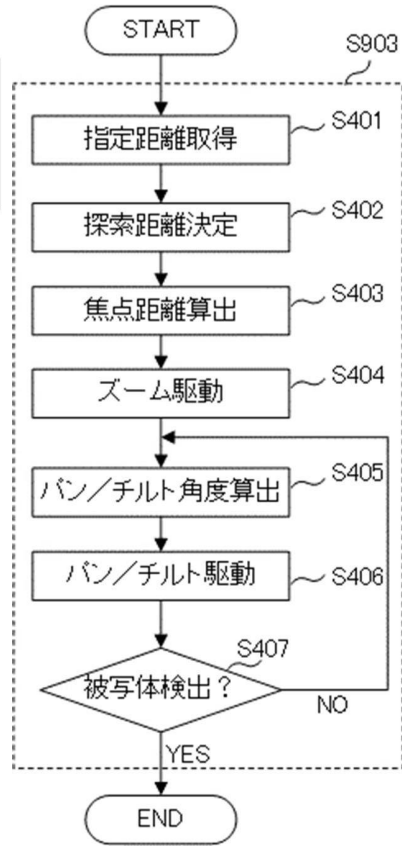 START
S903
指定距離取得
S401
探索距離決定
S402
焦点距離算出
S403
ズーム駆動
S404
パン／チルト角度算出
S405
パン／チルト駆動
S406
被写体検出？
S407
NO
YES
END